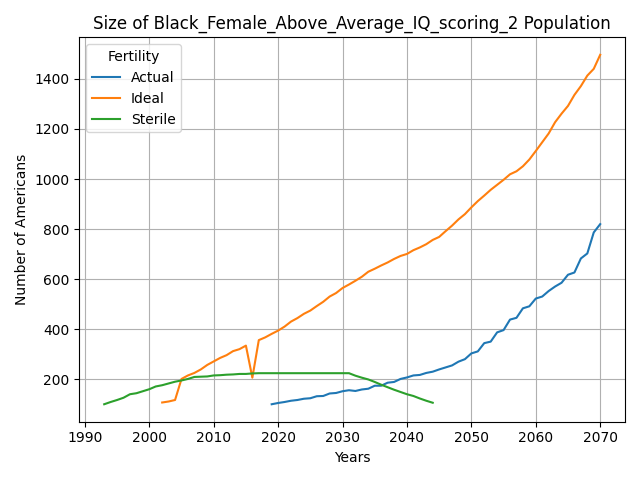 Size of Black_Female_Above_Average_IQ_scoring_2 Population
Fertility
Actual
Ideal
Sterile
Number of Americans
1400
1200
1000
800
600
400
200
1990 2000 2010 2020 2030 2040 2050 2060 2070
Years